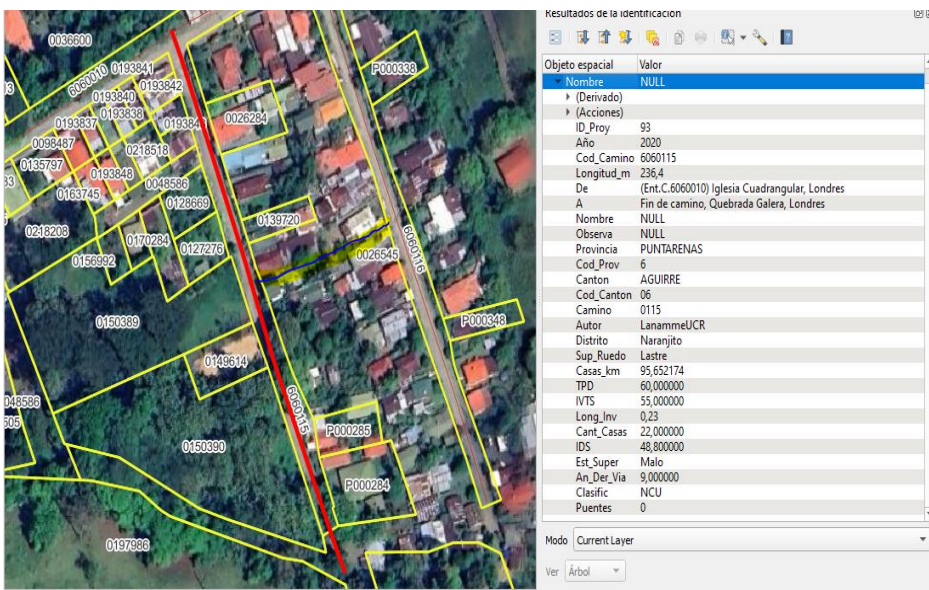 0036600
6060010
0193841
0193842
0193840
0193838
0193837
0098487
0135797
0218518
0193848
0163745
0048586
0128669
0218208
0170284
0156992
0127276
0026284
P000338
0139720
0026545
6060116
0150389
P000348
0149614
048586
505
6060115
0150390
P000285
P000284
0197986
Resultados de la identificación
Objeto espacial Valor
Nombre NULL
(Derivado)
(Acciones)
ID_Proy 93
Año 2020
Cod_Camino 6060115
Longitud_m 236,4
De (Ent.C.6060010) Iglesia Cuadrangular, Londres
A Fin de camino, Quebrada Galera, Londres
Nombre NULL
Observa NULL
Provincia PUNTARENAS
Cod_Prov 6
Canton AGUIRRE
Cod_Canton 06
Camino 0115
Autor LanammeUCR
Distrito Naranjito
Sup_Ruedo Lastre
Casas_km 95,652174
TPD 60,000000
IVTS 55,000000
Long_Inv 0,23
Cant_Casas 22,000000
IDS 48,800000
Est_Super Malo
An_Der_Via 9,000000
Clasific NCU
Puentes 0
Modo Current Layer
Ver Árbol